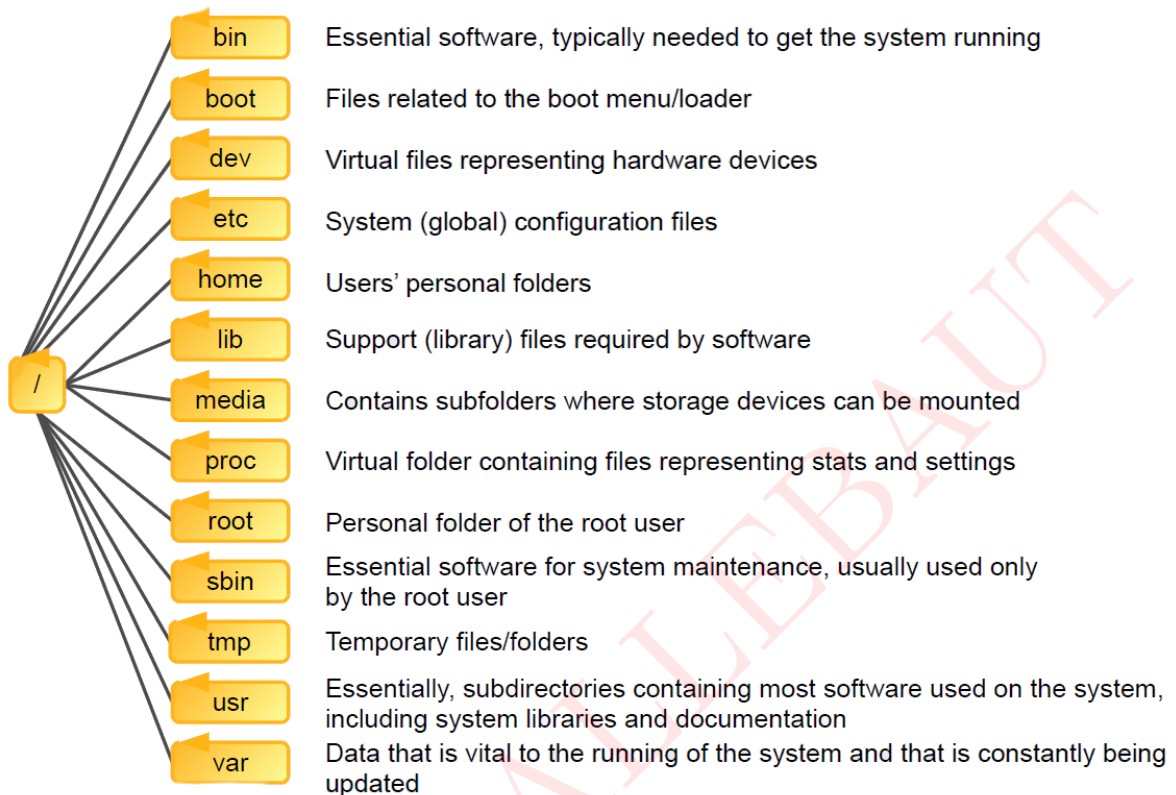 bin Essential software, typically needed to get the system running
boot Files related to the boot menu/loader
dev Virtual files representing hardware devices
etc System (global) configuration files
home Users' personal folders
lib Support (library) files required by software
/
media Contains subfolders where storage devices can be mounted
proc Virtual folder containing files representing stats and settings
root Personal folder of the root user
sbin Essential software for system maintenance, usually used only
by the root user
tmp Temporary files/folders
usr Essentially, subdirectories containing most software used on the system,
including system libraries and documentation
var Data that is vital to the running of the system and that is constantly being
updated
ALLEBAUT